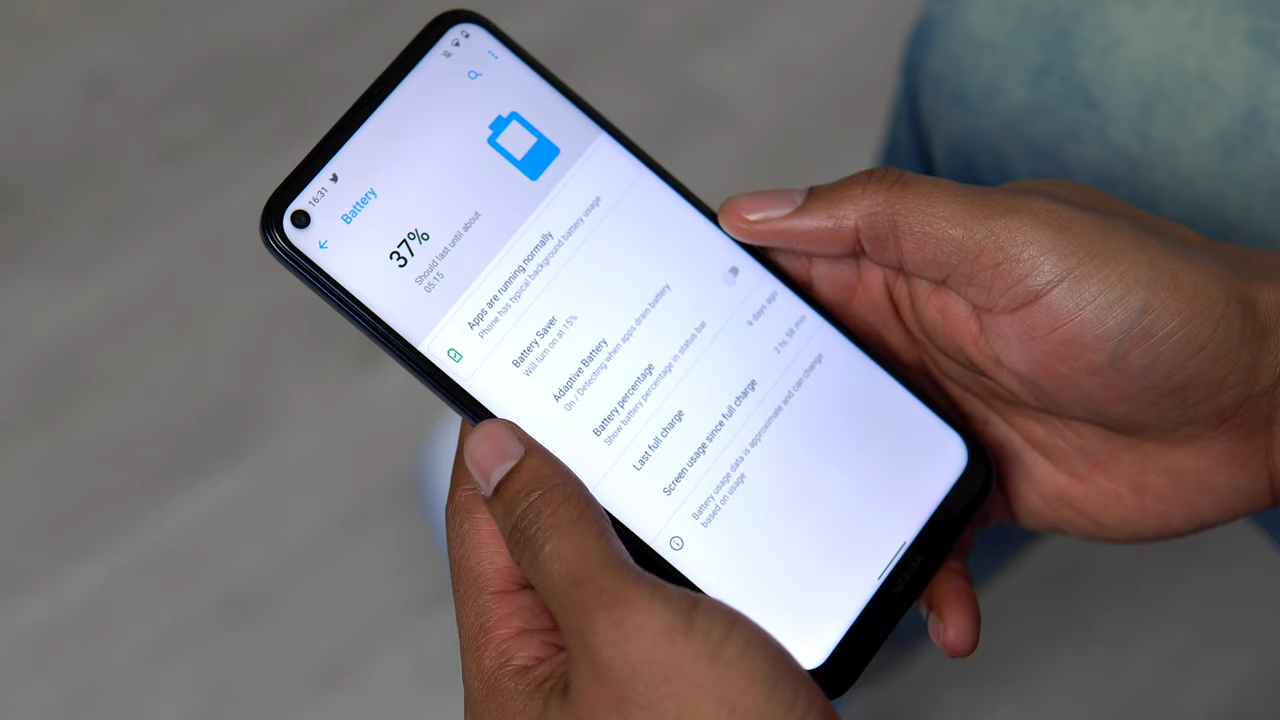 16:31
Battery
37%
Should last until about
05:15
Apps are running normally
Phone has typical background battery usage
Battery Saver
Will turn on at 15%
Adaptive Battery
On / Detecting when apps drain battery
Battery percentage
Show battery percentage in status bar
Last full charge
9 days ago
Screen usage since full charge
2 hr, 58 min
Battery usage data is approximate and can change
based on usage
NOKIA